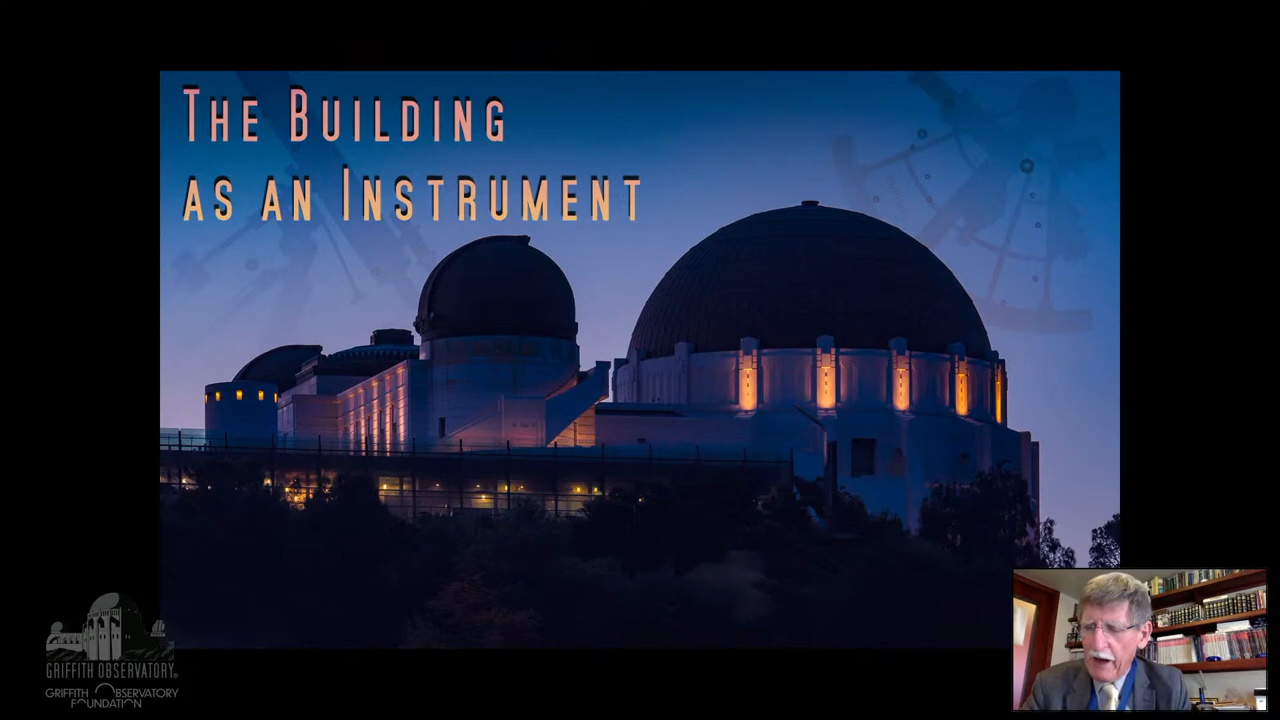 THE BUILDING
AS AN INSTRUMENT
GRIFFITH OBSERVATORY®
GRIFFITH OBSERVATORY
FOUNDATION